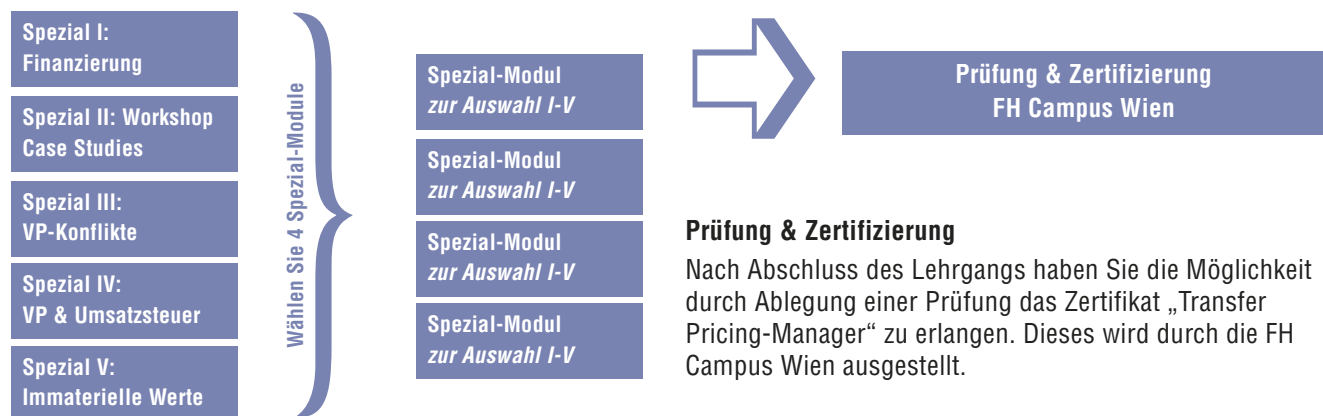 Spezial I:
Finanzierung
Spezial II: Workshop
Case Studies
Spezial III:
VP-Konflikte
Spezial IV:
VP & Umsatzsteuer
Spezial V:
Immaterielle Werte
Wählen Sie 4 Spezial-Module
Spezial-Modul
zur Auswahl I-V
Spezial-Modul
zur Auswahl I-V
Spezial-Modul
zur Auswahl I-V
Spezial-Modul
zur Auswahl I-V
Prüfung & Zertifizierung
FH Campus Wien
Prüfung & Zertifizierung
Nach Abschluss des Lehrgangs haben Sie die Möglichkeit
durch Ablegung einer Prüfung das Zertifikat „Transfer
Pricing-Manager“ zu erlangen. Dieses wird durch die FH
Campus Wien ausgestellt.